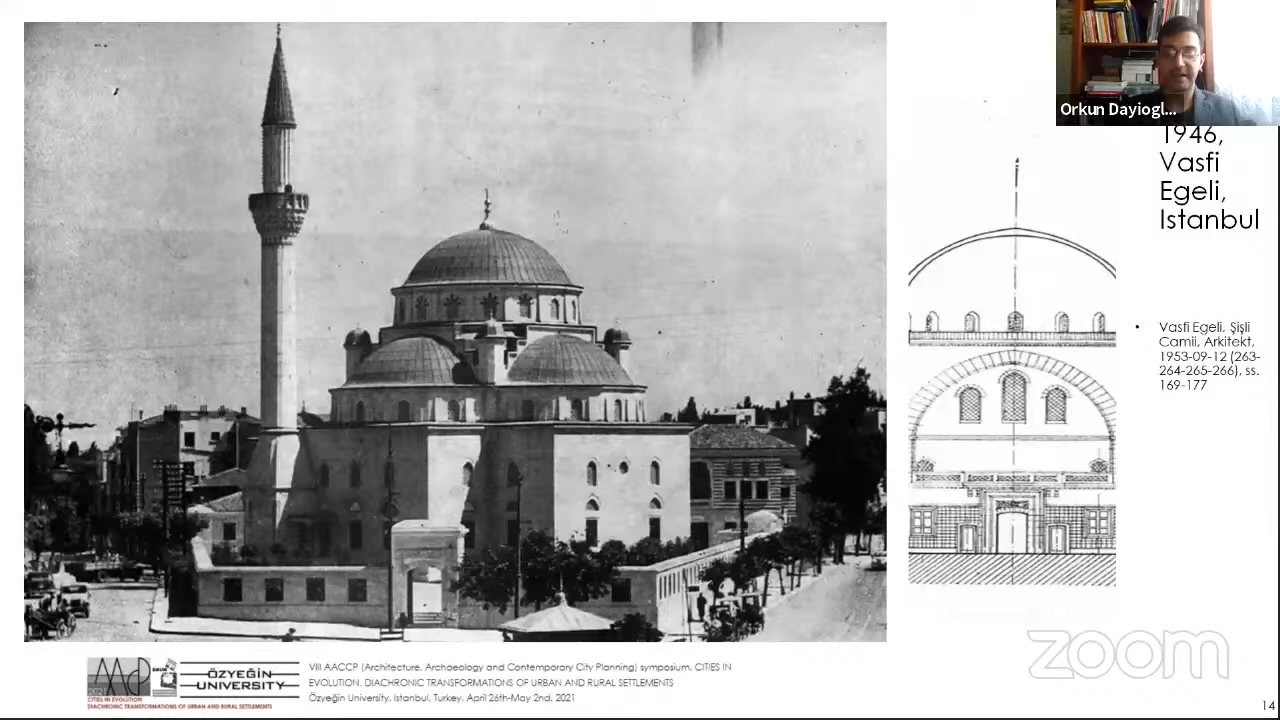 Orkun Dayiogl...
1946,
Vasfi
Egeli,
Istanbul
• Vasfi Egeli, Şişli
Camii, Arkitekt,
1953-09-12 (263-
264-265-266), ss.
169-177
zoom
AACCP
2021
CITIES IN EVOLUTION
DIACHRONIC TRANSFORMATIONS OF URBAN AND RURAL SETTLEMENTS
ÖZYEĞİN
UNIVERSITY
VIII AACCP (Architecture, Archaeology and Contemporary City Planning) symposium, CITIES IN
EVOLUTION. DIACHRONIC TRANSFORMATIONS OF URBAN AND RURAL SETTLEMENTS
Özyeğin University, Istanbul, Turkey, April 26th-May 2nd, 2021
14